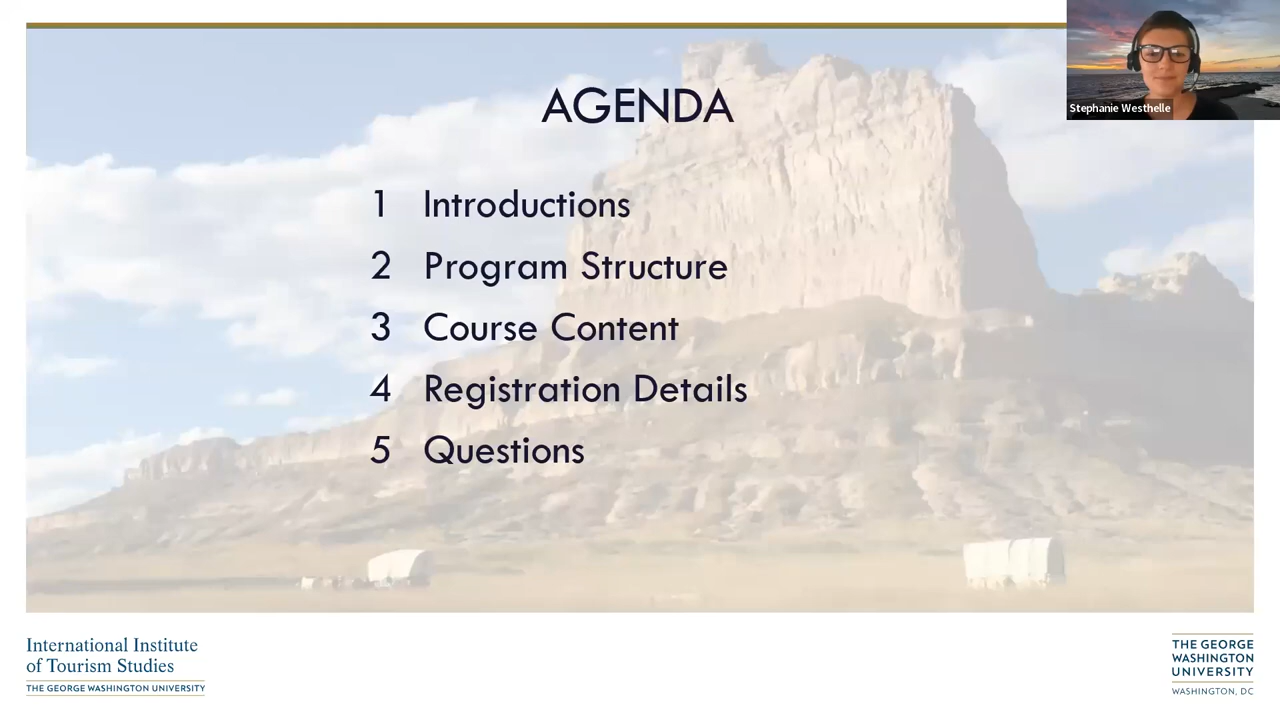 AGENDA
Stephanie Westhelle
1 Introductions
2 Program Structure
3 Course Content
4 Registration Details
5 Questions
International Institute
of Tourism Studies
THE GEORGE WASHINGTON UNIVERSITY
THE GEORGE
WASHINGTON
UNIVERSITY
WASHINGTON, DC